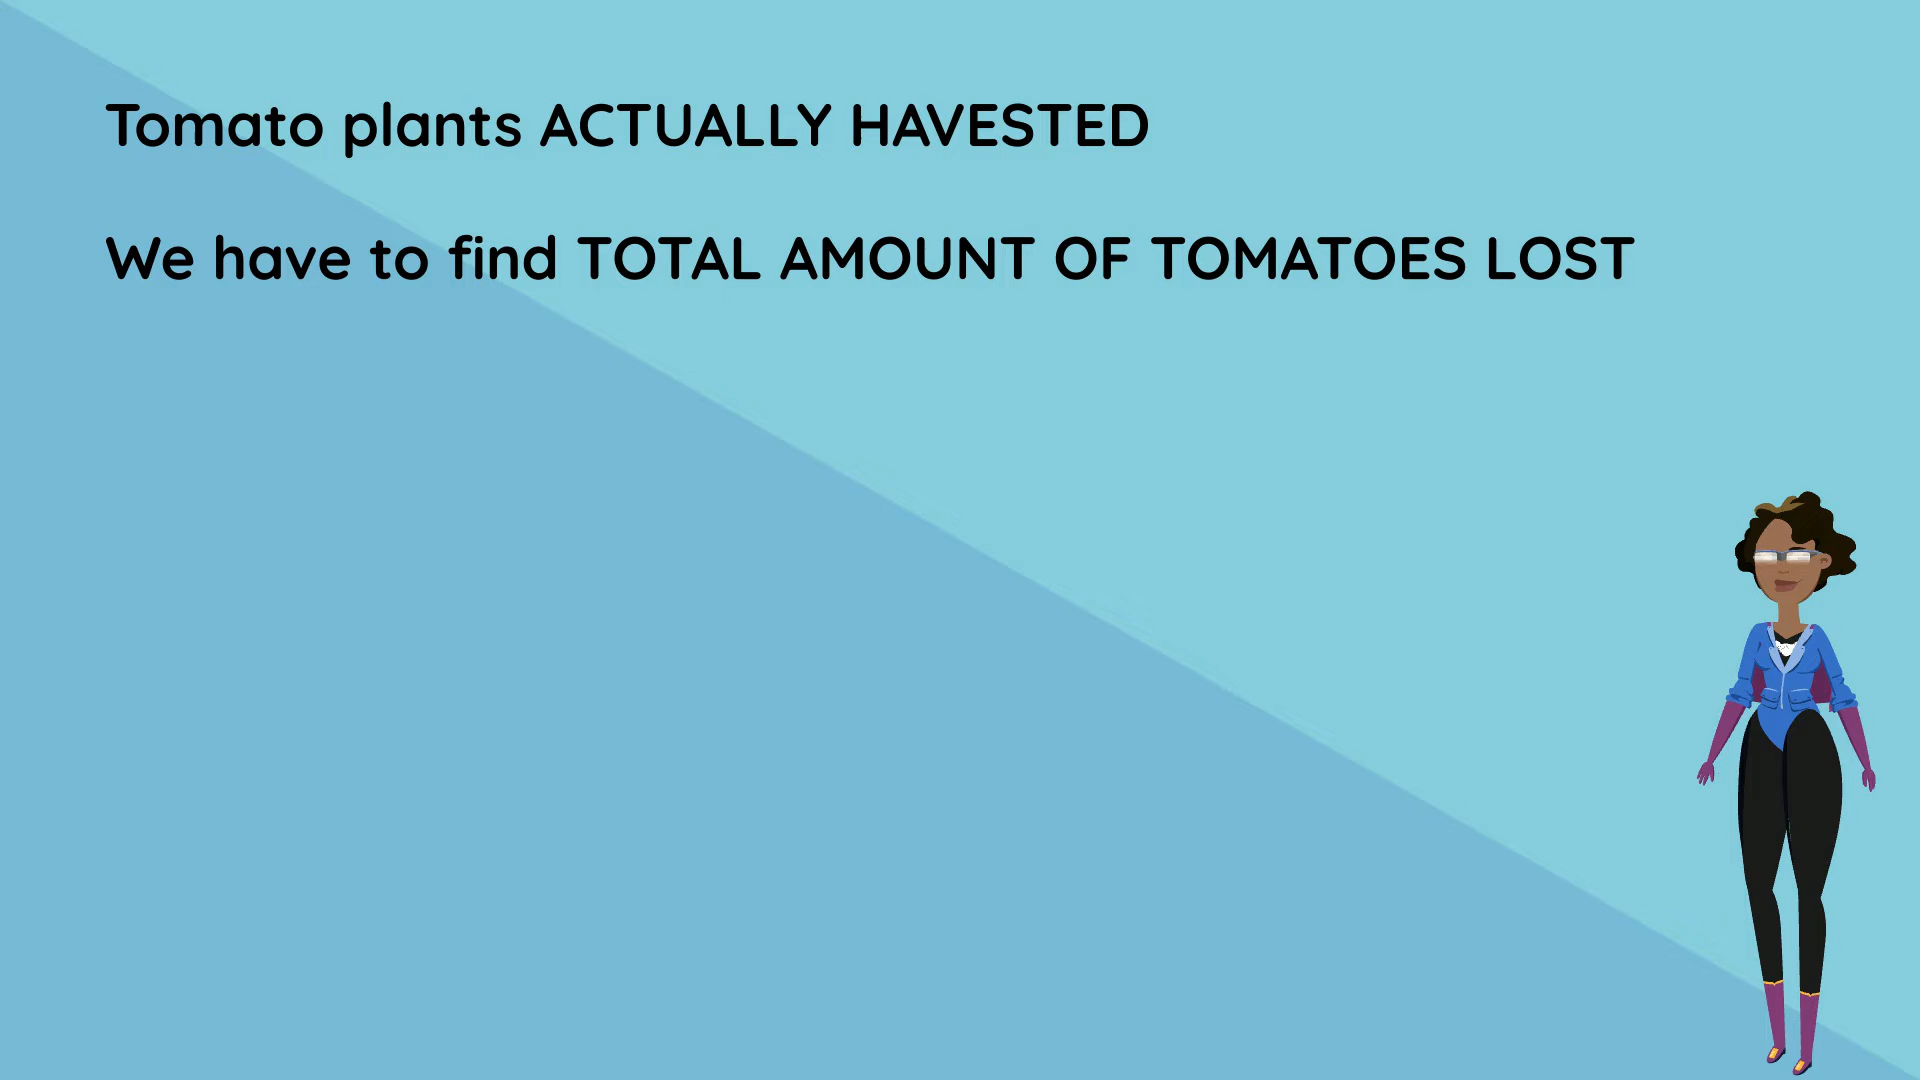 Tomato plants ACTUALLY HAVESTED
We have to find TOTAL AMOUNT OF TOMATOES LOST